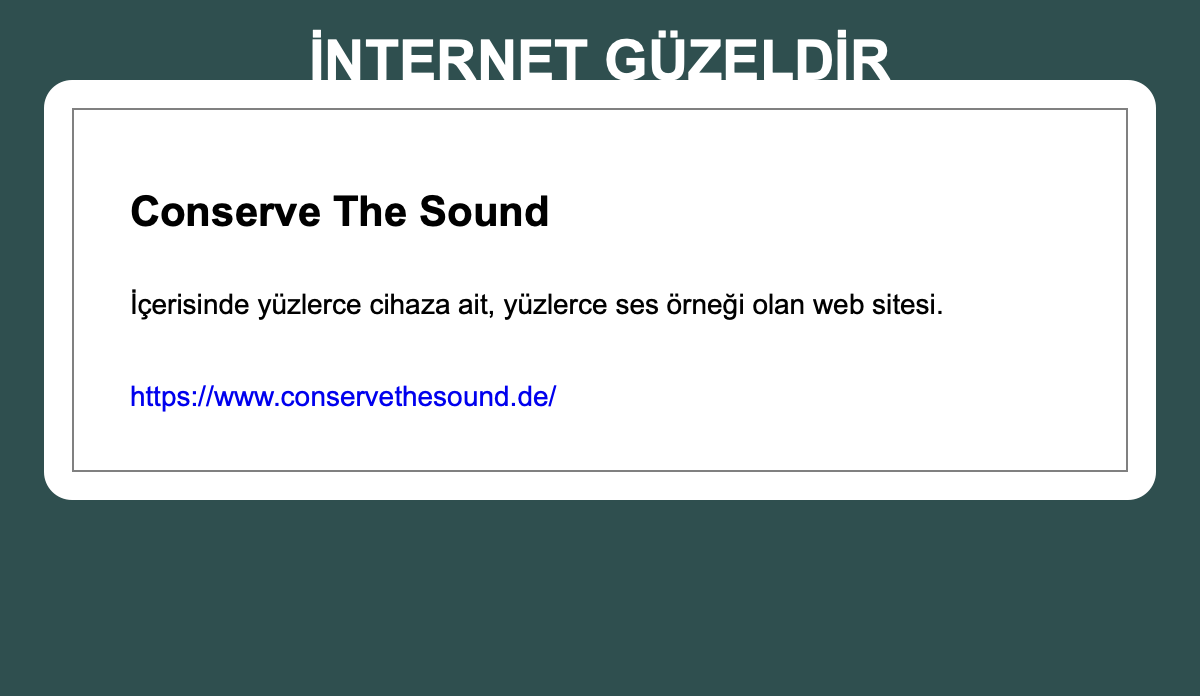 İNTERNET GÜZELDİR
Conserve The Sound
İçerisinde yüzlerce cihaza ait, yüzlerce ses örneği olan web sitesi.
https://www.conservethesound.de/